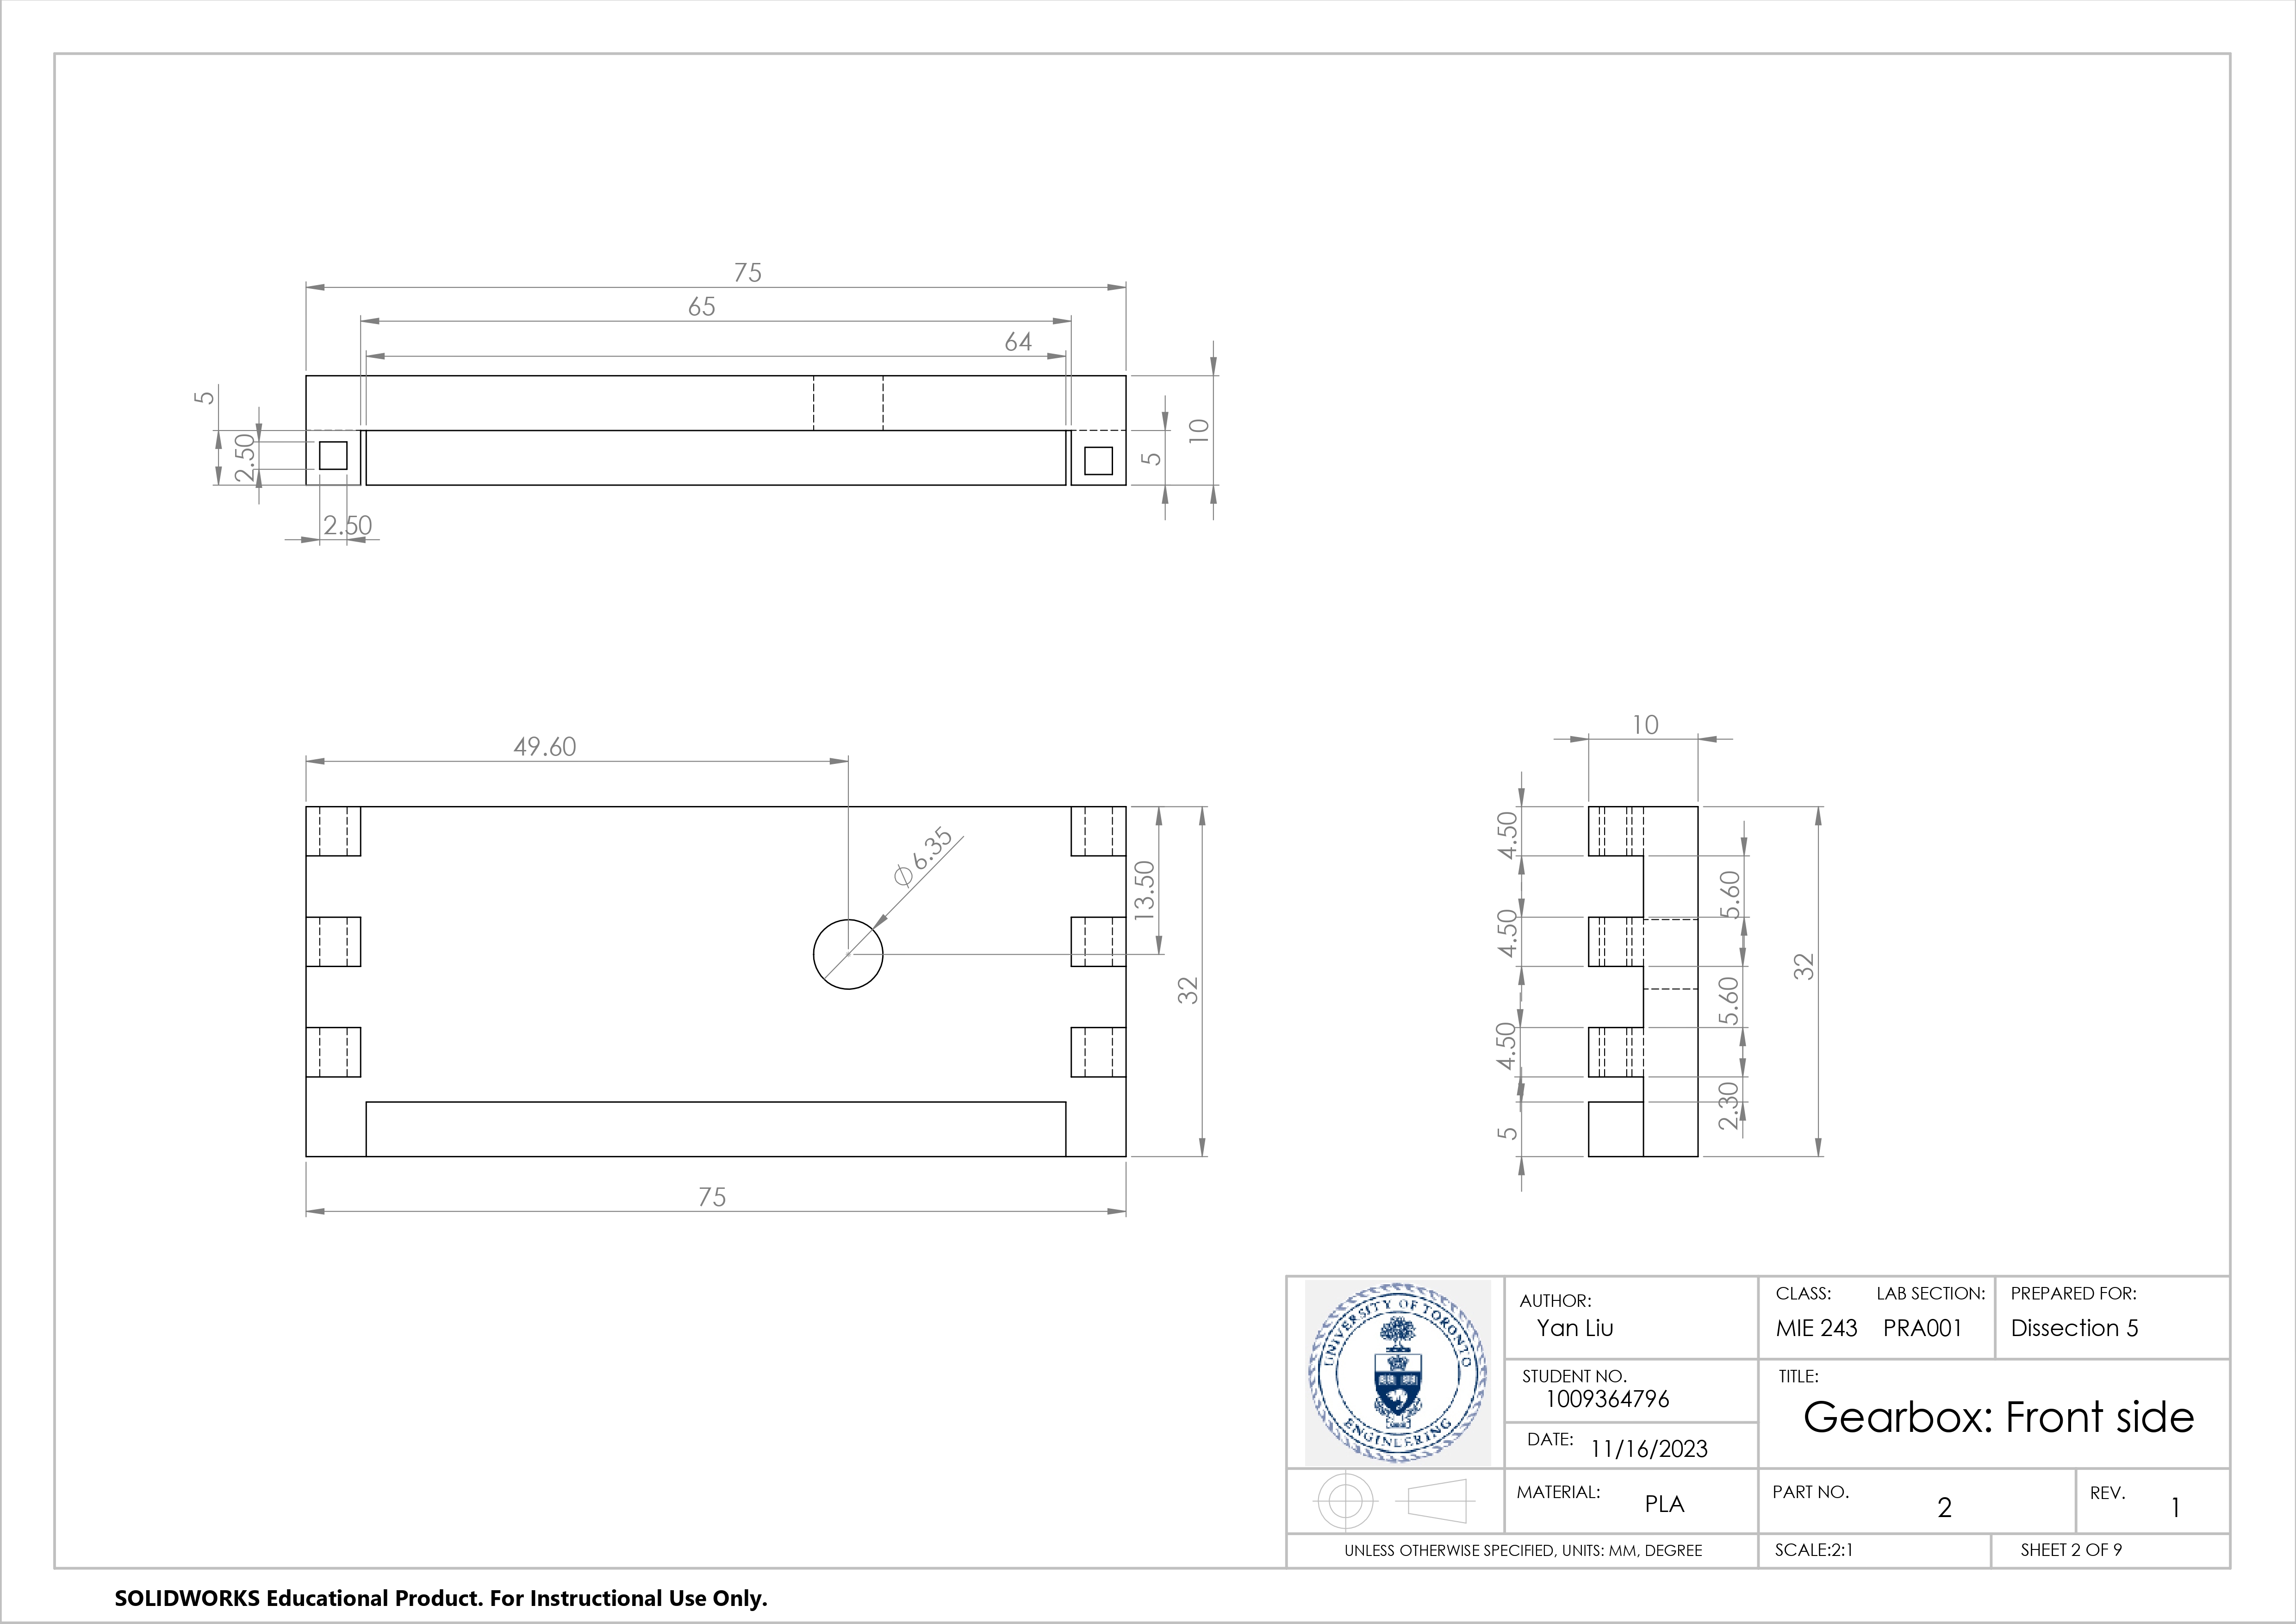 75
65
64
5
2.50
2.50
5
10
49.60
Ø6.35
13.50
32
75
10
4.50
4.50
4.50
5
5.60
5.60
2.30
32
UNIVERSITY OF TORONTO
ENGINEERING
AUTHOR:
Yan Liu
CLASS: LAB SECTION:
MIE 243 PRA001
PREPARED FOR:
Dissection 5
STUDENT NO.
1009364796
DATE: 11/16/2023
TITLE:
Gearbox: Front side
MATERIAL: PLA
PART NO. 2
REV. 1
UNLESS OTHERWISE SPECIFIED, UNITS: MM, DEGREE
SCALE:2:1
SHEET 2 OF 9
SOLIDWORKS Educational Product. For Instructional Use Only.